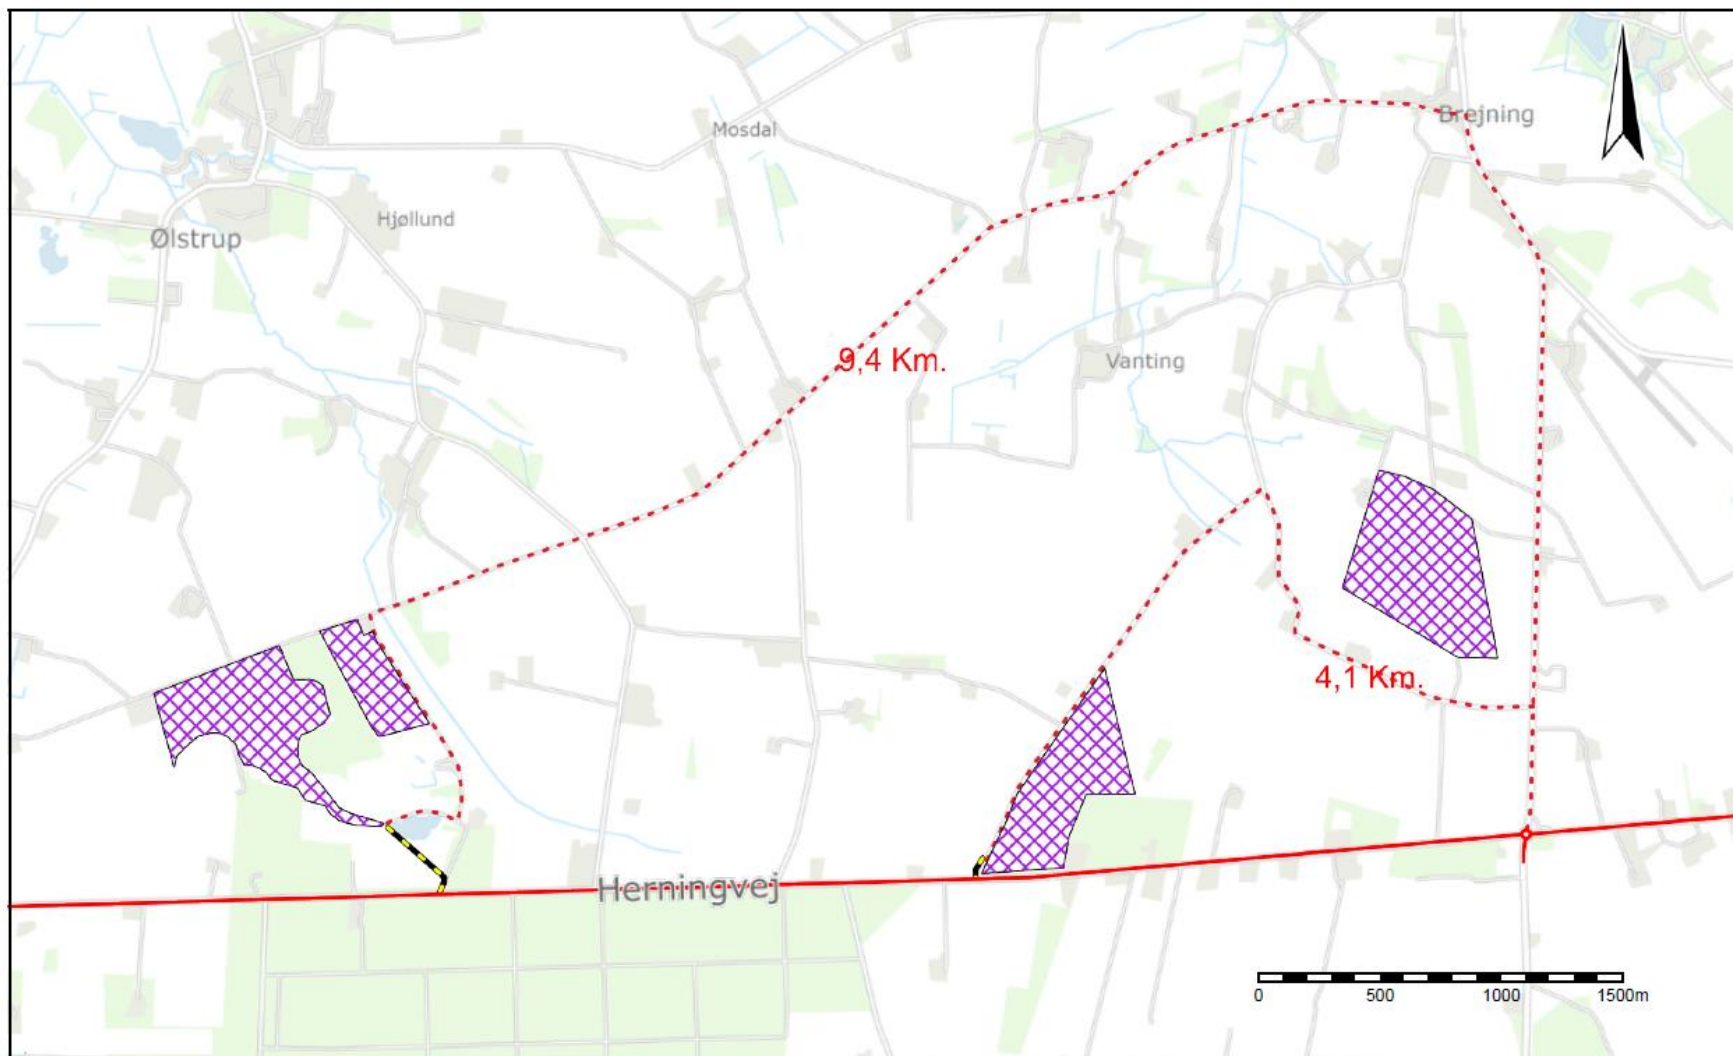 Brejning
Mosdal
Hjøllund
Ølstrup
9,4 Km.
Vanting
4,1 Km.
Herningvej
0 500 1000 1500m